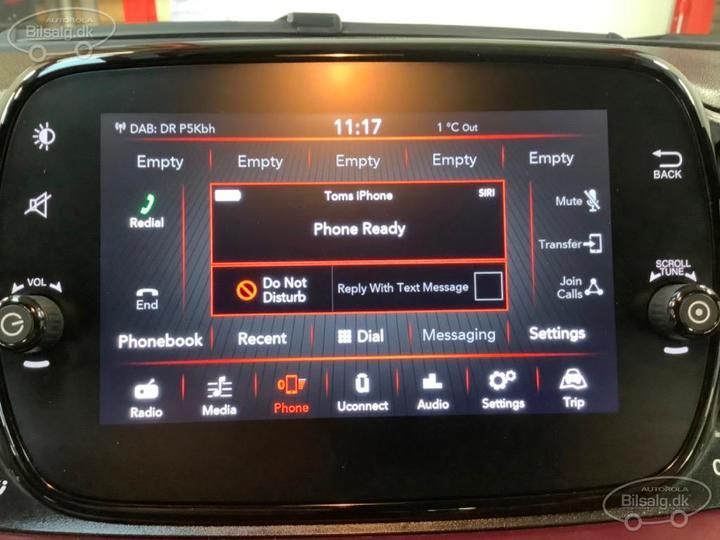 AUTOROLA
Bilsalg.dk
DAB: DR P5Kbh
11:17
1 °C Out
Empty
Empty
Empty
Empty
Empty
BACK
Redial
Toms iPhone
SIRI
Mute
Phone Ready
Transfer
SCROLL
TUNE
VOL
End
Do Not
Disturb
Reply With Text Message
Join
Calls
Phonebook
Recent
Dial
Messaging
Settings
Radio
Media
Phone
Uconnect
Audio
Settings
Trip
AUTOROLA
Bilsalg.dk